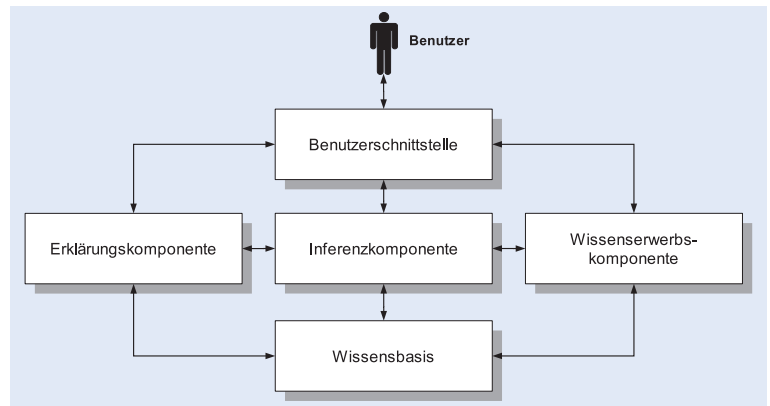 Benutzer
Benutzerschnittstelle
Erklärungskomponente
Inferenzkomponente
Wissenserwerbs-
komponente
Wissensbasis